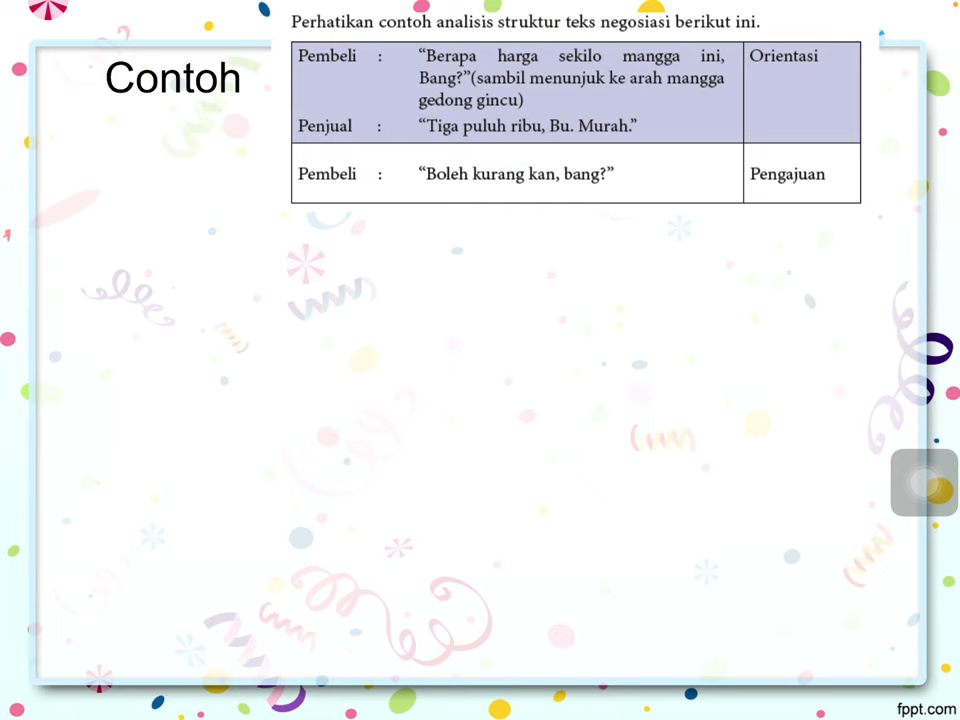 Perhatikan contoh analisis struktur teks negosiasi berikut ini.
Contoh
Pembeli : “Berapa harga sekilo mangga ini, Orientasi
Bang?”(sambil menunjuk ke arah mangga
gedong gincu)
Penjual : “Tiga puluh ribu, Bu. Murah.”
Pembeli : “Boleh kurang kan, bang?” Pengajuan
fppt.com